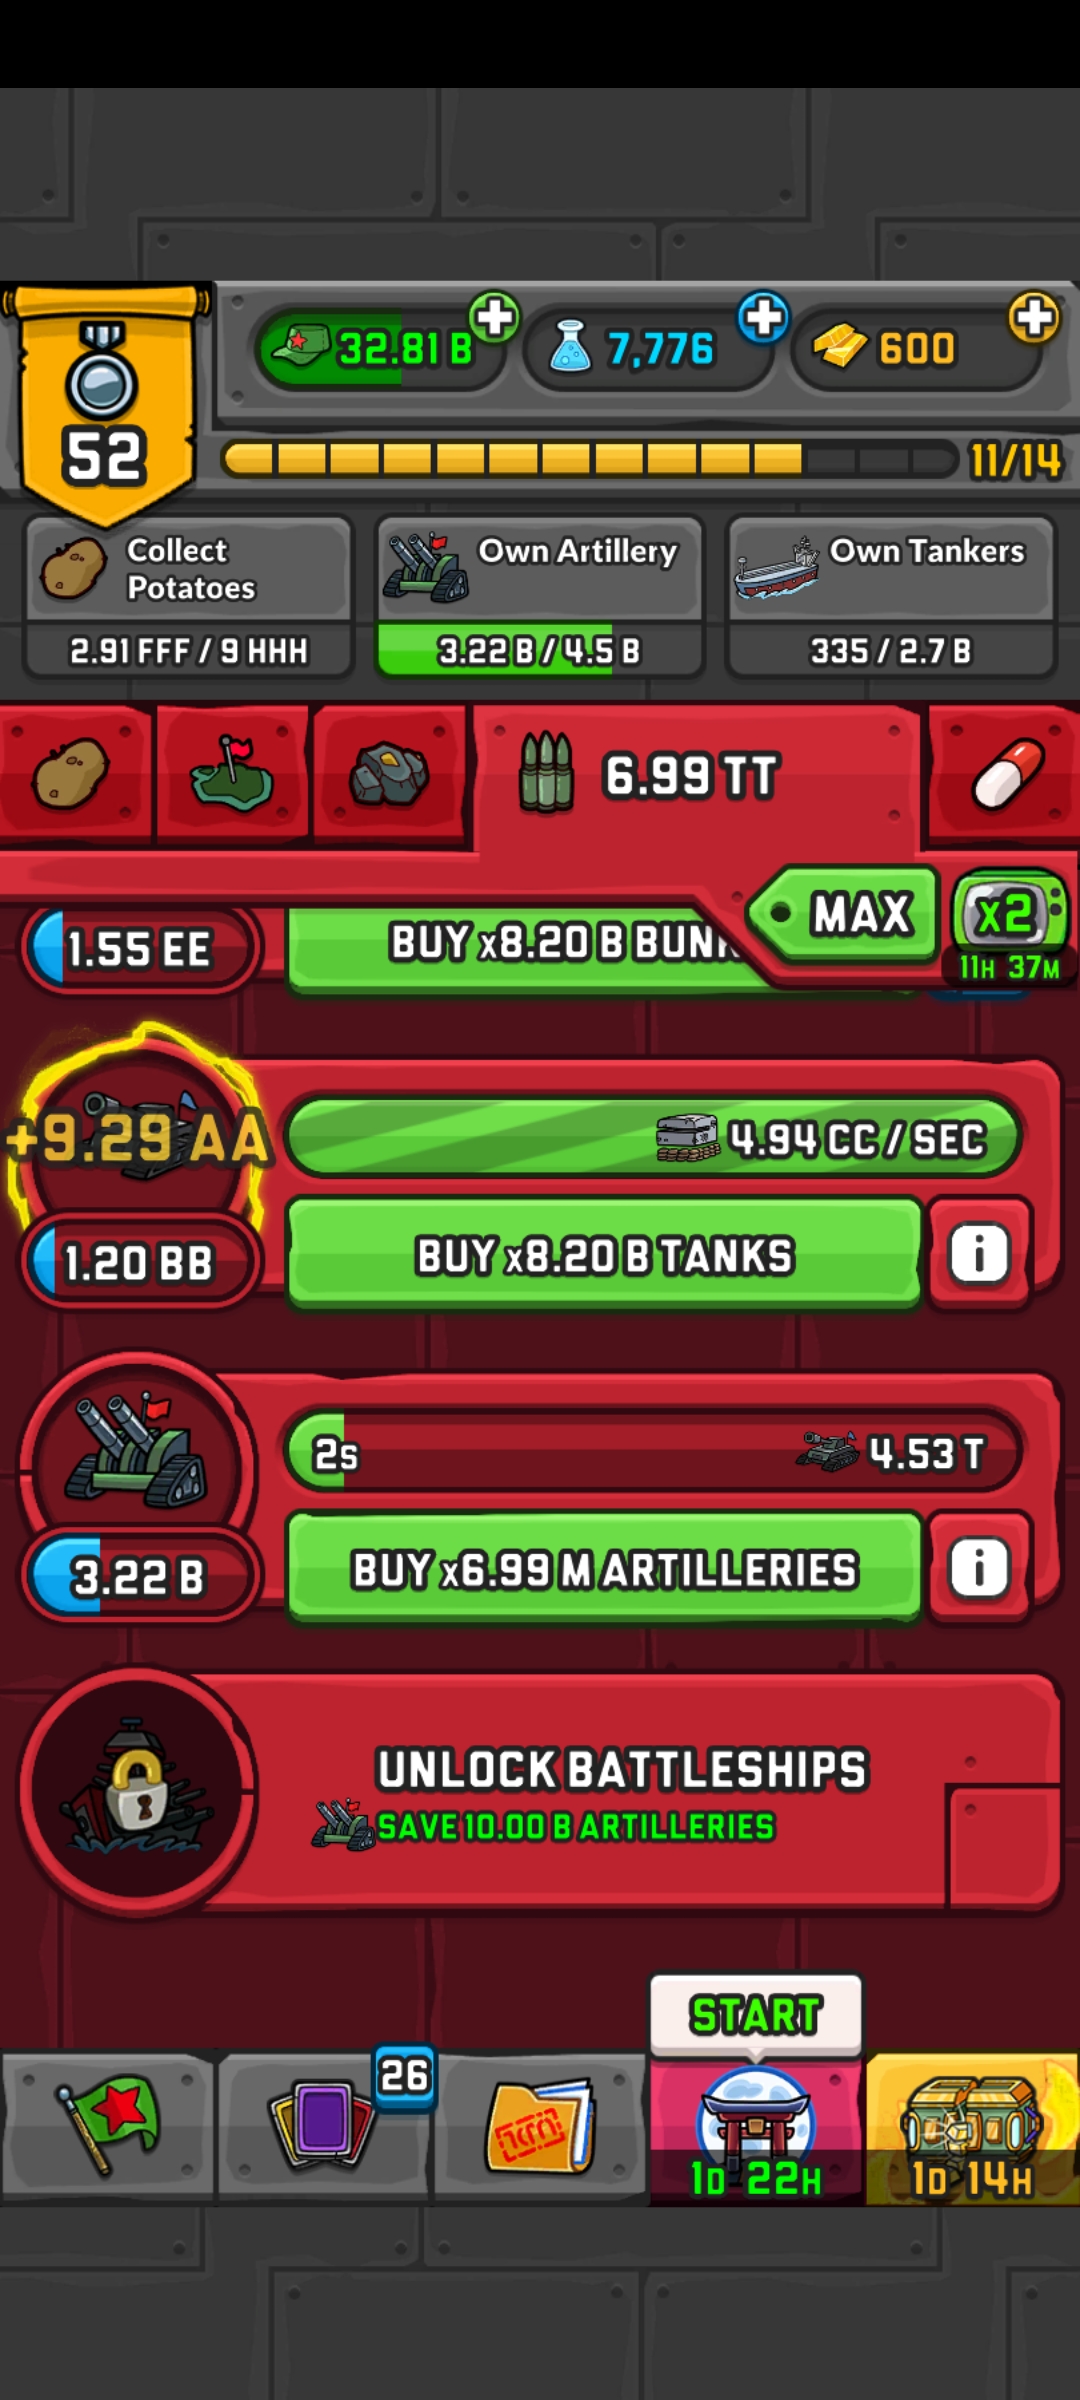 32.81 B
7,776
600
52
11/14
Collect
Potatoes
2.91 FFF / 9 HHH
Own Artillery
3.22 B / 4.5 B
Own Tankers
335 / 2.7 B
6.99 TT
MAX
x2
11H 37M
1.55 EE
BUY x8.20 B
+9.29 AA
4.94 CC / SEC
1.20 BB
BUY x8.20 B TANKS
i
2s
4.53 T
3.22 B
BUY x6.99 M ARTILLERIES
i
UNLOCK BATTLESHIPS
SAVE 10.00 B ARTILLERIES
START
26
1D 22H
1D 14H